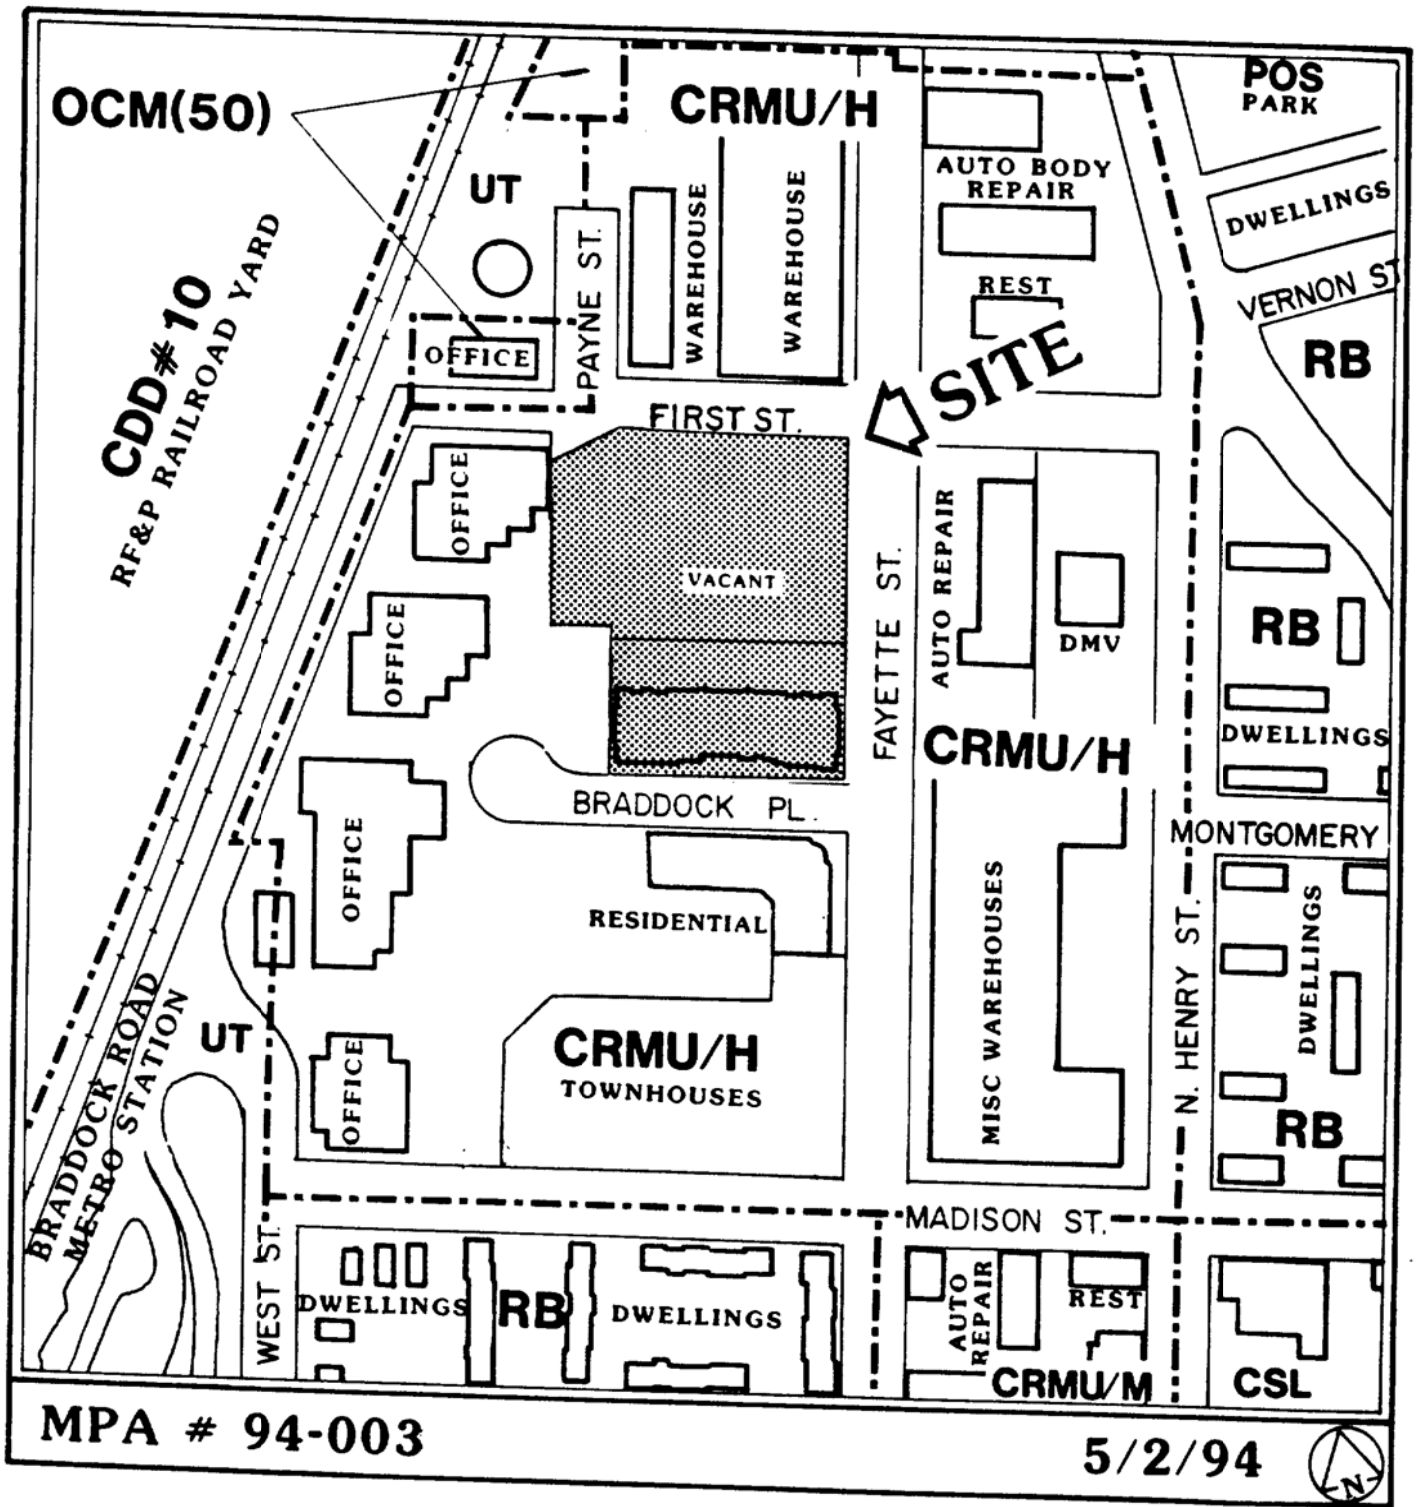 OCM(50)
CRMU/H
POS
PARK
UT
AUTO BODY
REPAIR
DWELLINGS
WAREHOUSE
WAREHOUSE
PAYNE ST.
REST
VERNON ST
CDD#10
RF&P RAILROAD YARD
OFFICE
SITE
RB
FIRST ST.
OFFICE
VACANT
AUTO REPAIR
FAYETTE ST.
DMV
RB
OFFICE
DWELLINGS
CRMU/H
BRADDOCK PL.
MONTGOMERY
OFFICE
RESIDENTIAL
MISC WAREHOUSES
N. HENRY ST.
DWELLINGS
BRADDOCK ROAD
METRO STATION
UT
OFFICE
CRMU/H
TOWNHOUSES
RB
MADISON ST.
WEST ST.
DWELLINGS
RB
DWELLINGS
AUTO
REPAIR
REST
CRMU/M
CSL
MPA # 94-003
5/2/94
N